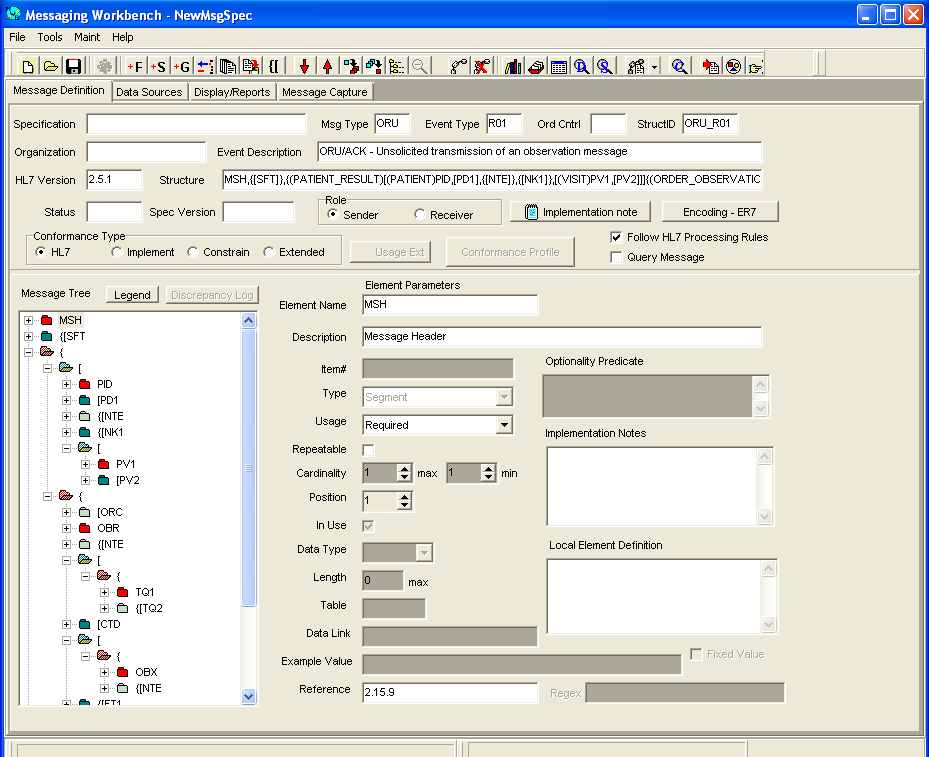 Messaging Workbench - NewMsgSpec
File Tools Maint Help
+F +S +G {[
Message Definition Data Sources Display/Reports Message Capture
Specification Msg Type ORU Event Type R01 Ord Cntrl StructID ORU_R01
Organization Event Description ORU/ACK - Unsolicited transmission of an observation message
HL7 Version 2.5.1 Structure MSH,{[SFT]},{(PATIENT_RESULT)[(PATIENT)PID,[PD1],{[NTE]},{[NK1]},[(VISIT)PV1,[PV2]]]{(ORDER_OBSERVATIC
Status Spec Version Role Sender Receiver Implementation note Encoding - ER7
Conformance Type
HL7 Implement Constrain Extended Usage Ext Conformance Profile
Follow HL7 Processing Rules
Query Message
Message Tree Legend Discrepancy Log
MSH
{[SFT
{
[
PID
[PD1
{[NTE
{[NK1
[
PV1
[PV2
{
[ORC
OBR
{[NTE
[
{
TQ1
{[TQ2
[CTD
[
{
OBX
{[NTE
{[FT1
Element Parameters
Element Name MSH
Description Message Header
Item#
Type Segment
Usage Required
Repeatable
Cardinality 1 max 1 min
Position 1
In Use
Data Type
Length 0 max
Table
Data Link
Example Value
Reference 2.15.9
Optionality Predicate
Implementation Notes
Local Element Definition
Fixed Value
Regex